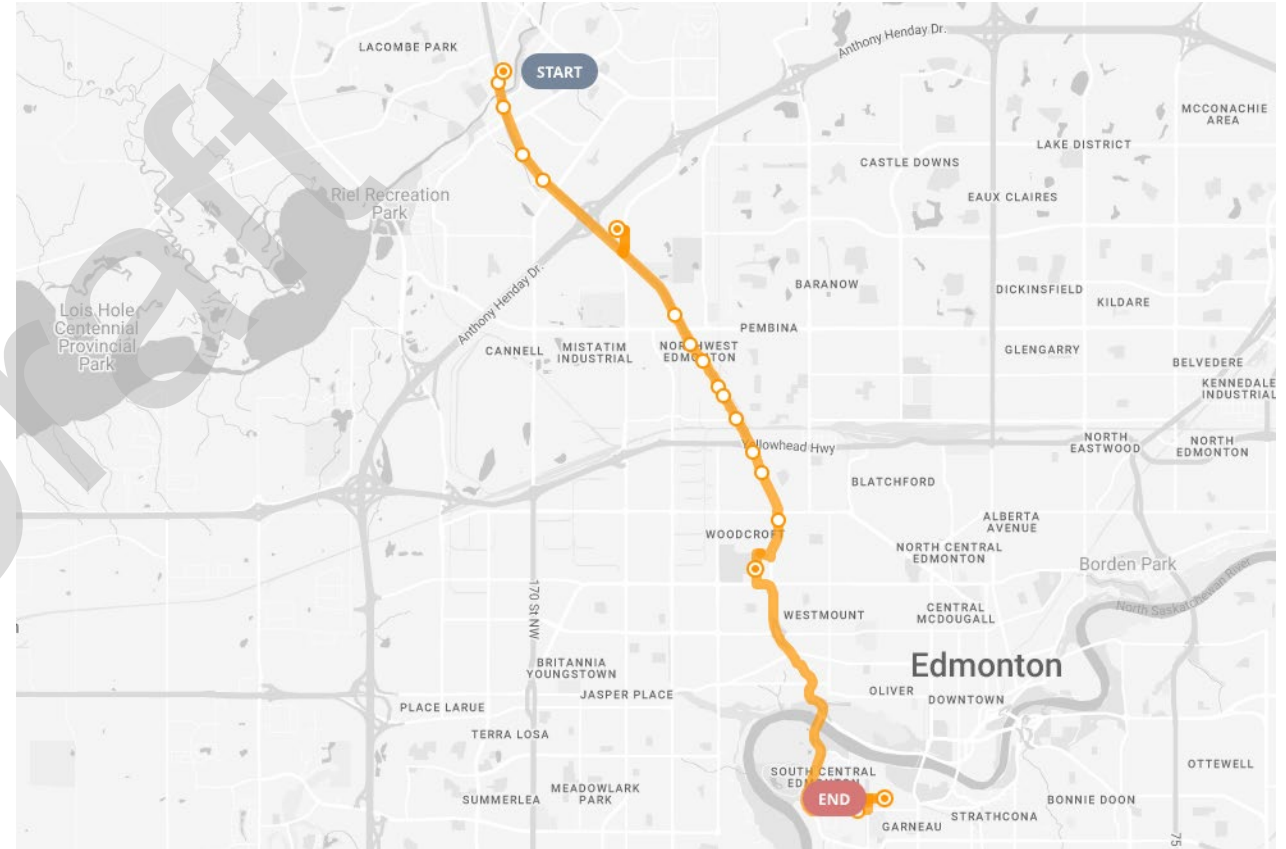 LACOMBE PARK
START
Anthony Henday Dr.
MCCONACHIE
AREA
LAKE DISTRICT
CASTLE DOWNS
EAUX CLAIRES
Riel Recreation
Park
raft
Anthony Henday Dr.
BARANOW
DICKINSFIELD
KILDARE
Lois Hole
Centennial
Provincial
Park
PEMBINA
CANNELL
MISTATIM
INDUSTRIAL
NORTHWEST
EDMONTON
GLENGARRY
BELVEDERE
KENNEDALE
INDUSTRIAL
Yellowhead Hwy
NORTH
EASTWOOD
NORTH
EDMONTON
BLATCHFORD
ALBERTA
AVENUE
WOODCROFT
NORTH CENTRAL
EDMONTON
Borden Park
North Saskatchewan River
170 St NW
WESTMOUNT
CENTRAL
MCDOUGALL
Edmonton
BRITANNIA
YOUNGSTOWN
JASPER PLACE
OLIVER
DOWNTOWN
PLACE LARUE
TERRA LOSA
SOUTH CENTRAL
EDMONTON
END
OTTEWELL
SUMMERLEA
MEADOWLARK
PARK
BONNIE DOON
STRATHCONA
GARNEAU
75